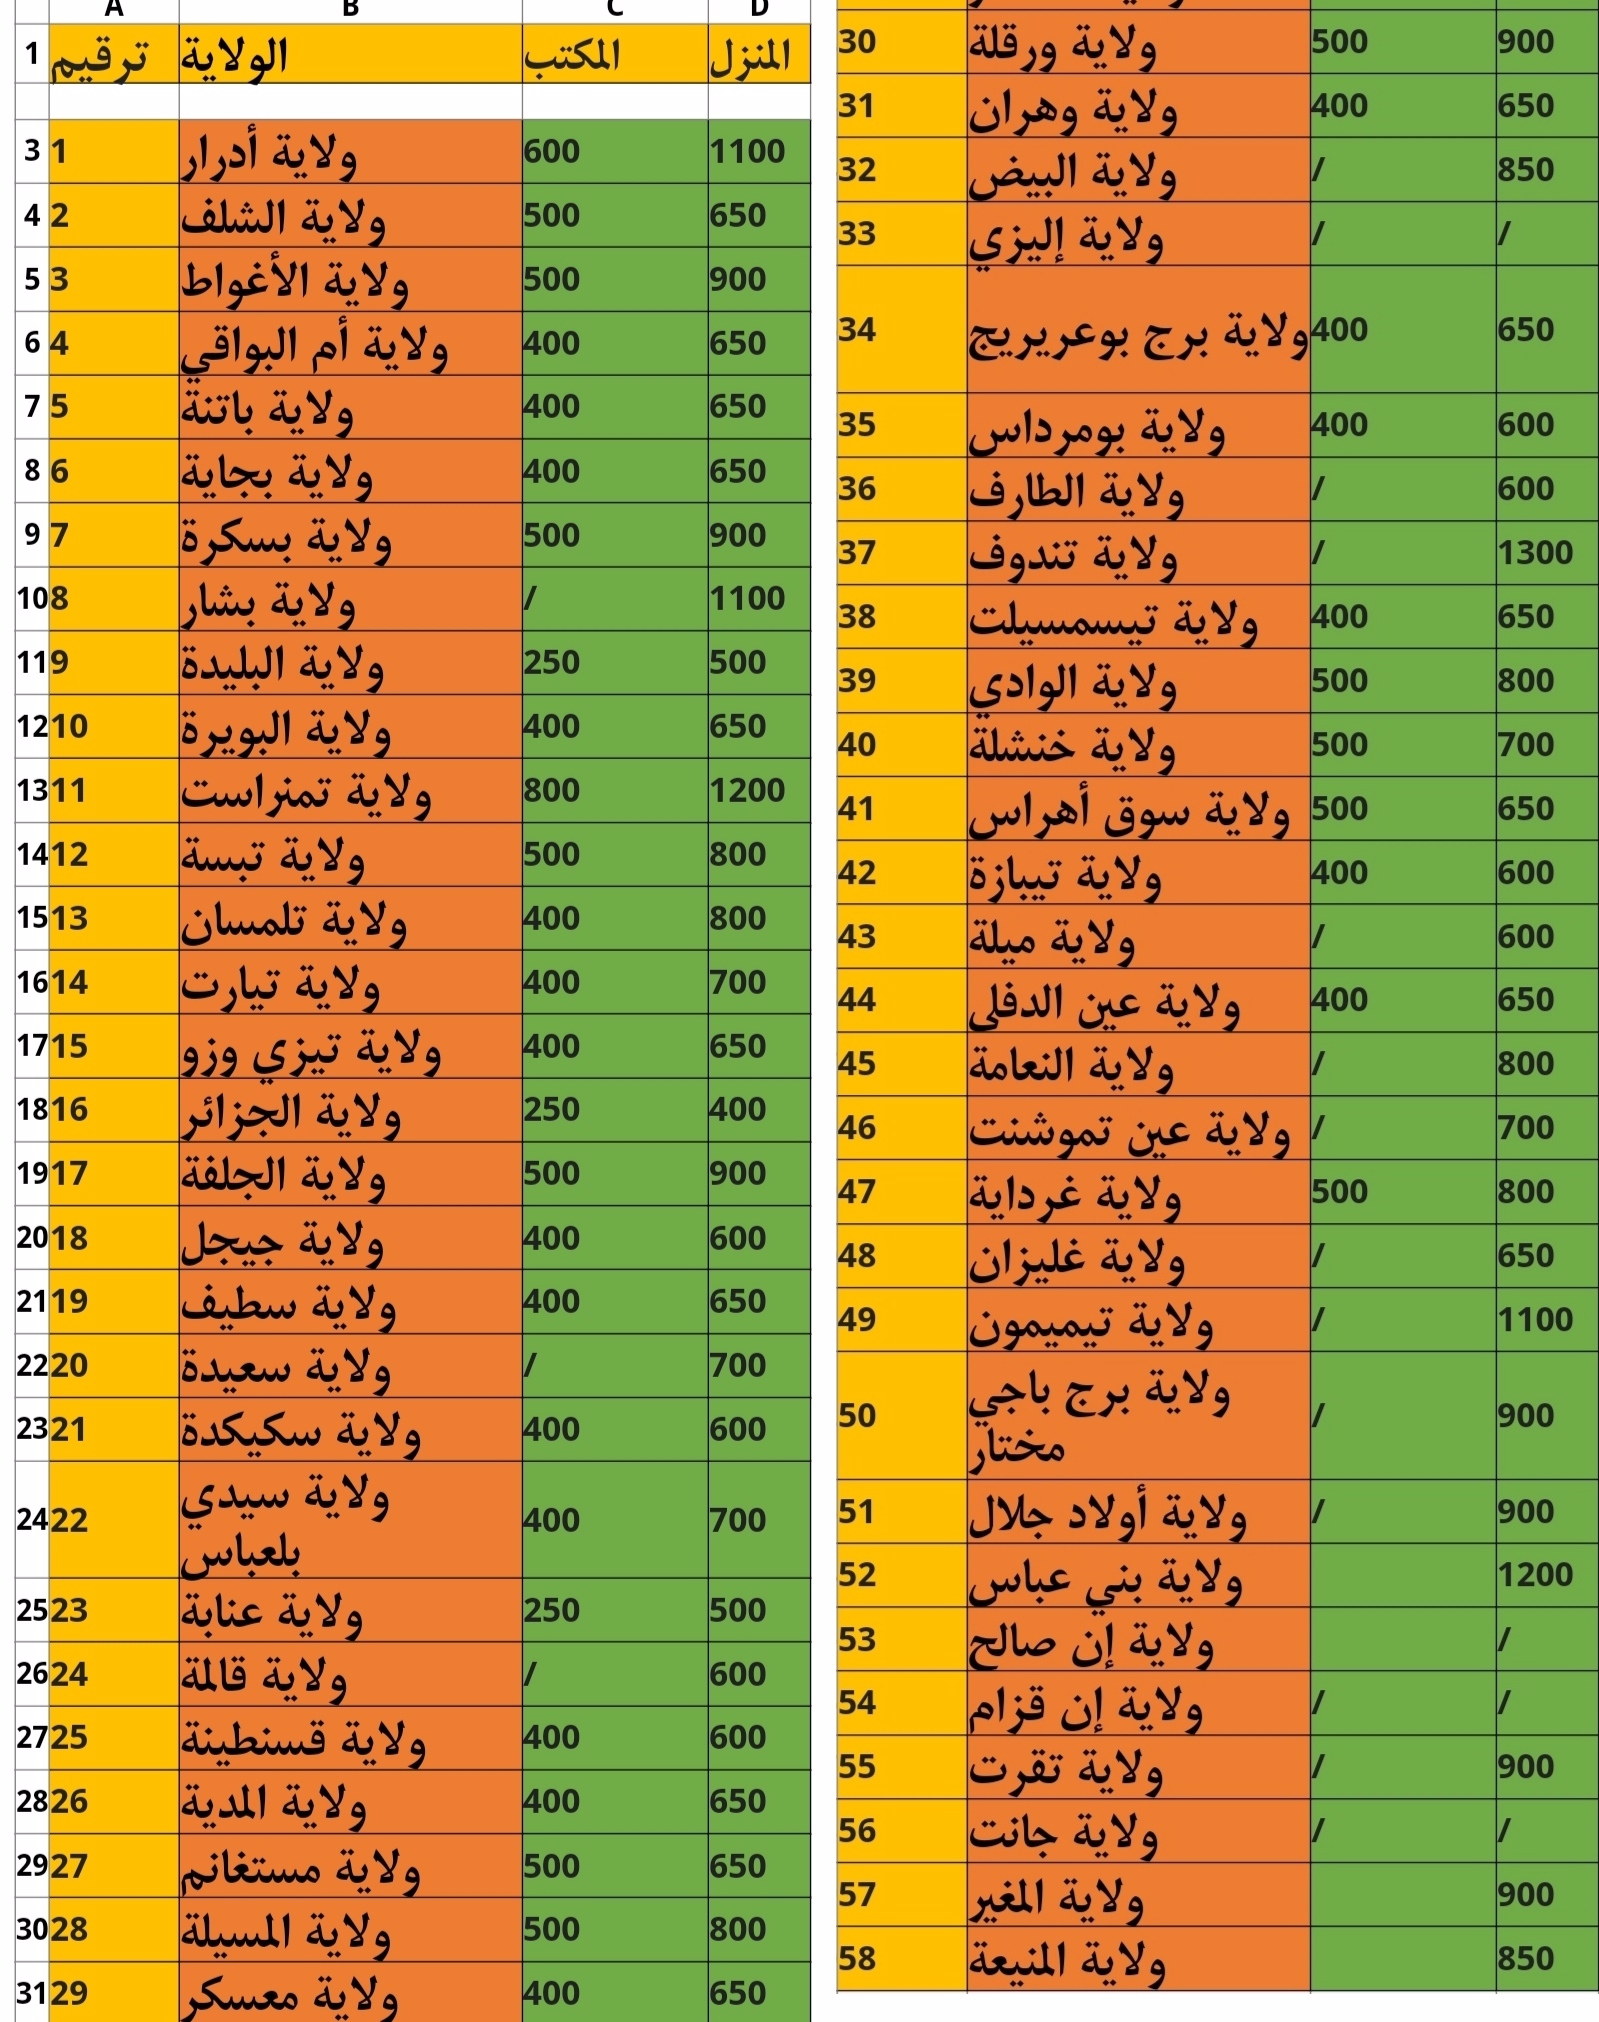 A B C D
1 ترقيم الولاية المكتب المنزل
3 1 ولاية أدرار 600 1100
4 2 ولاية الشلف 500 650
5 3 ولاية الأغواط 500 900
6 4 ولاية أم البواقي 400 650
7 5 ولاية باتنة 400 650
8 6 ولاية بجاية 400 650
9 7 ولاية بسكرة 500 900
10 8 ولاية بشار / 1100
11 9 ولاية البليدة 250 500
12 10 ولاية البويرة 400 650
13 11 ولاية تمنراست 800 1200
14 12 ولاية تبسة 500 800
15 13 ولاية تلمسان 400 800
16 14 ولاية تيارت 400 700
17 15 ولاية تيزي وزو 400 650
18 16 ولاية الجزائر 250 400
19 17 ولاية الجلفة 500 900
20 18 ولاية جيجل 400 600
21 19 ولاية سطيف 400 650
22 20 ولاية سعيدة / 700
23 21 ولاية سكيكدة 400 600
24 22 ولاية سيدي بلعباس 400 700
25 23 ولاية عنابة 250 500
26 24 ولاية قالمة / 600
27 25 ولاية قسنطينة 400 600
28 26 ولاية المدية 400 650
29 27 ولاية مستغانم 500 650
30 28 ولاية المسيلة 500 800
31 29 ولاية معسكر 400 650
30 ولاية ورقلة 500 900
31 ولاية وهران 400 650
32 ولاية البيض / 850
33 ولاية إليزي / /
34 ولاية برج بوعريريج 400 650
35 ولاية بومرداس 400 600
36 ولاية الطارف / 600
37 ولاية تندوف / 1300
38 ولاية تيسمسيلت 400 650
39 ولاية الوادي 500 800
40 ولاية خنشلة 500 700
41 ولاية سوق أهراس 500 650
42 ولاية تيبازة 400 600
43 ولاية ميلة / 600
44 ولاية عين الدفلى 400 650
45 ولاية النعامة / 800
46 ولاية عين تموشنت / 700
47 ولاية غرداية 500 800
48 ولاية غليزان / 650
49 ولاية تيميمون / 1100
50 ولاية برج باجي مختار / 900
51 ولاية أولاد جلال / 900
52 ولاية بني عباس 1200
53 ولاية إن صالح /
54 ولاية إن قزام / /
55 ولاية تقرت / 900
56 ولاية جانت / /
57 ولاية المغير 900
58 ولاية المنيعة 850